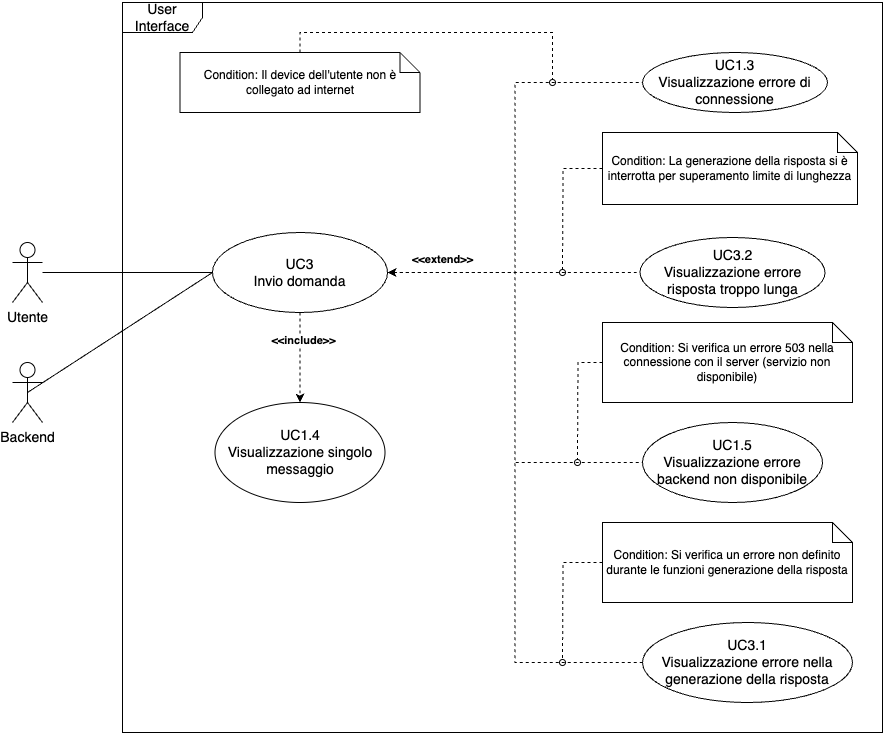 User
Interface
Condition: Il device dell'utente non è
collegato ad internet
UC1.3
Visualizzazione errore di
connessione
Condition: La generazione della risposta si è
interrotta per superamento limite di lunghezza
UC3
Invio domanda
<<extend>>
UC3.2
Visualizzazione errore
risposta troppo lunga
Utente
<<include>>
Condition: Si verifica un errore 503 nella
connessione con il server (servizio non
disponibile)
Backend
UC1.4
Visualizzazione singolo
messaggio
UC1.5
Visualizzazione errore
backend non disponibile
Condition: Si verifica un errore non definito
durante le funzioni generazione della risposta
UC3.1
Visualizzazione errore nella
generazione della risposta